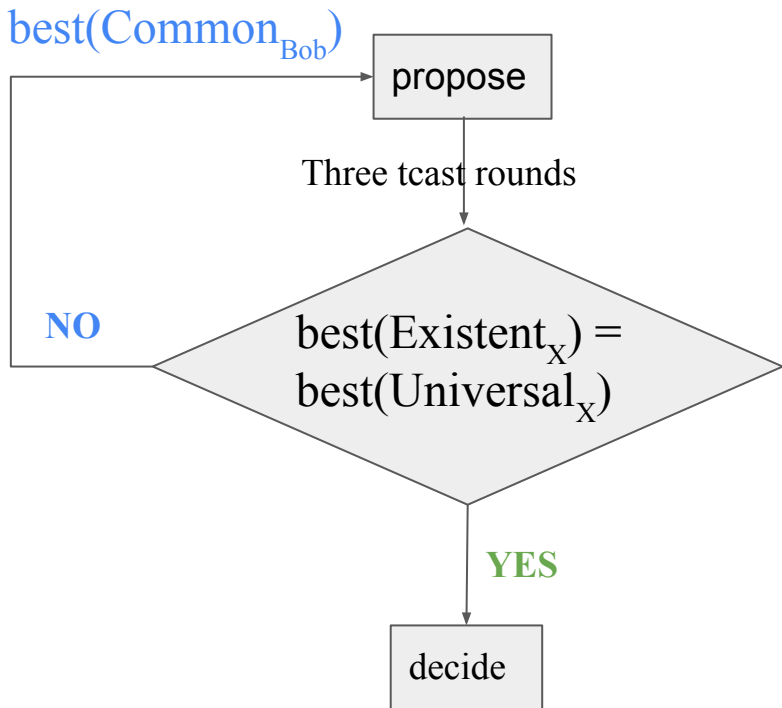 best(Common_Bob)
propose
Three tcast rounds
NO
best(Existent_X) =
best(Universal_X)
YES
decide